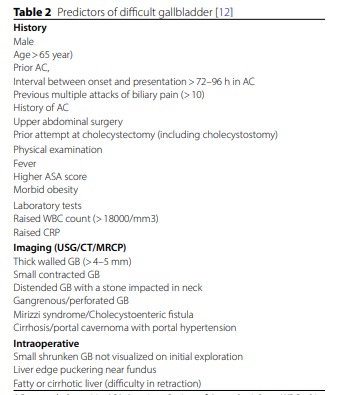 Table 2 Predictors of difficult gallbladder [12]
History
Male
Age > 65 year)
Prior AC,
Interval between onset and presentation > 72–96 h in AC
Previous multiple attacks of biliary pain (> 10)
History of AC
Upper abdominal surgery
Prior attempt at cholecystectomy (including cholecystostomy)
Physical examination
Fever
Higher ASA score
Morbid obesity
Laboratory tests
Raised WBC count (> 18000/mm3)
Raised CRP
Imaging (USG/CT/MRCP)
Thick walled GB (> 4–5 mm)
Small contracted GB
Distended GB with a stone impacted in neck
Gangrenous/perforated GB
Mirizzi syndrome/Cholecystoenteric fistula
Cirrhosis/portal cavernoma with portal hypertension
Intraoperative
Small shrunken GB not visualized on initial exploration
Liver edge puckering near fundus
Fatty or cirrhotic liver (difficulty in retraction)